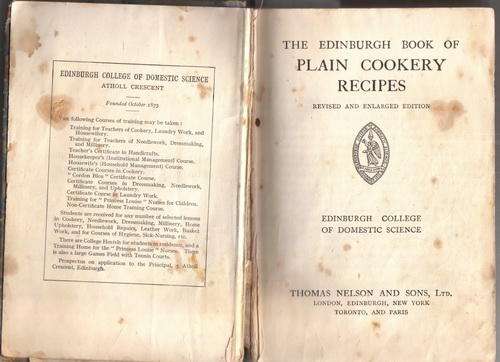 EDINBURGH COLLEGE OF DOMESTIC SCIENCE
ATHOLL CRESCENT
Founded October 1875
following Courses of training may be taken:
Training for Teachers of Cookery, Laundry Work, and
Housewifery.
Training for Teachers of Needlework, Dressmaking,
and Millinery.
Teacher's Certificate in Handicrafts.
Housekeeper's (Institutional Management) Course.
Housewife's (Household Management) Course.
Certificate Courses in Cookery.
"Cordon Bleu" Certificate Course.
Certificate Courses in Dressmaking, Needlework,
Millinery, and Upholstery.
Certificate Course in Laundry Work.
Training for "Princess Louise" Nurses for Children.
Non-Certificate Home Training Course.
Students are received for any number of selected lessons
in Cookery, Needlework, Dressmaking, Millinery, Home
Upholstery, Household Repairs, Leather Work, Basket
Work, and for Courses of Hygiene, Sick-Nursing, etc.
There are College Hostels for students in residence, and a
Training Home for the "Princess Louise" Nurses. There
is also a large Games Field with Tennis Courts.
Prospectus on application to the Principal, Atholl
Crescent, Edinburgh.
THE EDINBURGH BOOK OF
PLAIN COOKERY
RECIPES
REVISED AND ENLARGED EDITION
EDINBURGH COLLEGE
OF DOMESTIC SCIENCE
THOMAS NELSON AND SONS, LTD.
LONDON, EDINBURGH, NEW YORK
TORONTO, AND PARIS